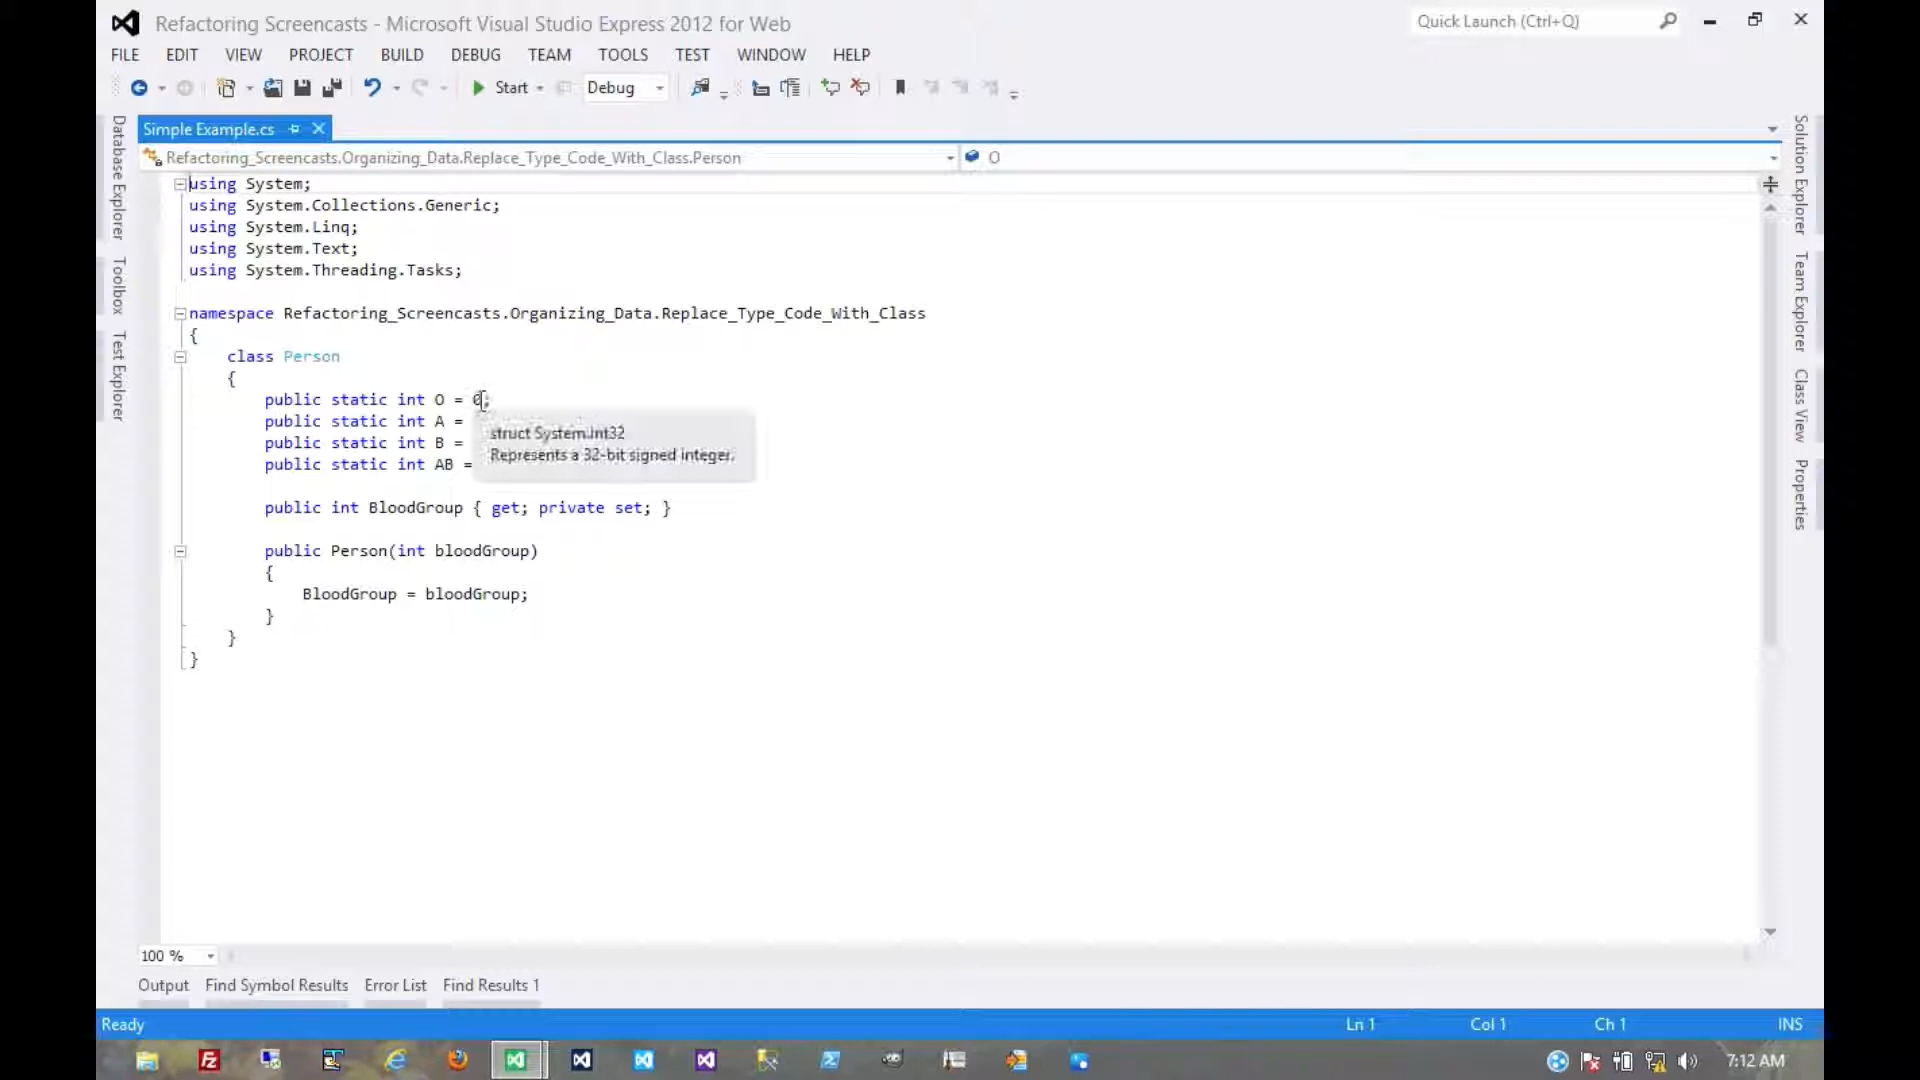 Refactoring Screencasts - Microsoft Visual Studio Express 2012 for Web
Quick Launch (Ctrl+Q)
FILE EDIT VIEW PROJECT BUILD DEBUG TEAM TOOLS TEST WINDOW HELP
Start Debug
Simple Example.cs
Refactoring_Screencasts.Organizing_Data.Replace_Type_Code_With_Class.Person
O
using System;
using System.Collections.Generic;
using System.Linq;
using System.Text;
using System.Threading.Tasks;
namespace Refactoring_Screencasts.Organizing_Data.Replace_Type_Code_With_Class
{
class Person
{
public static int O = 0;
public static int A =
public static int B =
public static int AB =
struct System.Int32
Represents a 32-bit signed integer.
public int BloodGroup { get; private set; }
public Person(int bloodGroup)
{
BloodGroup = bloodGroup;
}
}
}
Database Explorer
Toolbox
Test Explorer
Solution Explorer
Team Explorer
Class View
Properties
100 %
Output Find Symbol Results Error List Find Results 1
Ready Ln 1 Col 1 Ch 1 INS
7:12 AM